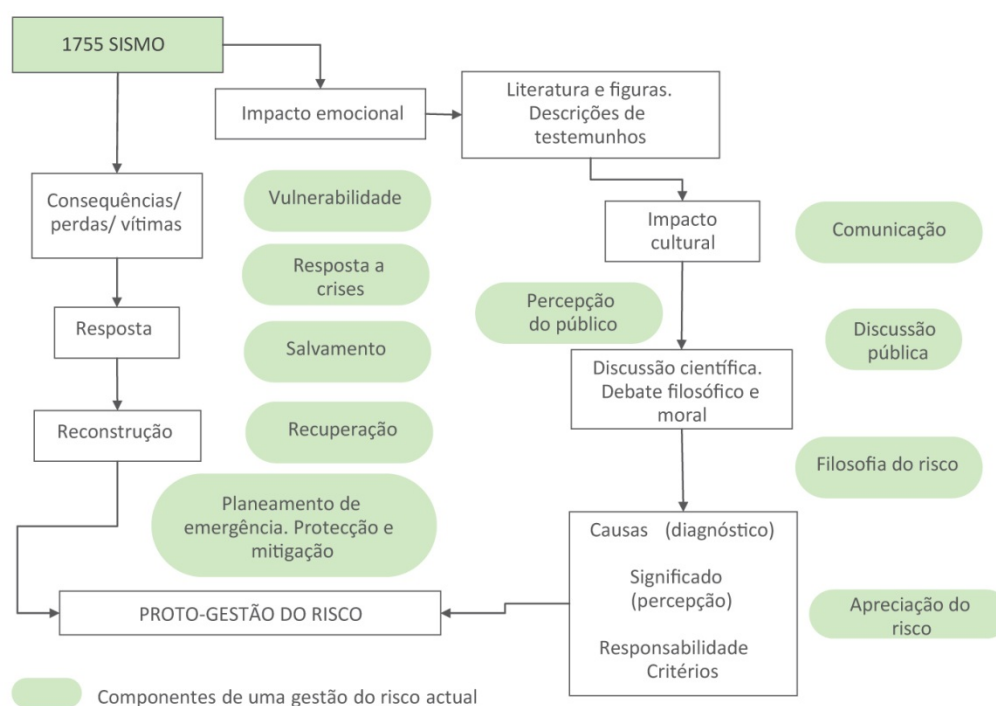 1755 SISMO
Impacto emocional
Literatura e figuras.
Descrições de
testemunhos
Consequências/
perdas/ vítimas
Vulnerabilidade
Impacto
cultural
Comunicação
Resposta a
crises
Percepção
do público
Resposta
Salvamento
Discussão
pública
Discussão científica.
Debate filosófico e
moral
Reconstrução
Recuperação
Filosofia do risco
Planeamento de
emergência. Protecção e
mitigação
Causas (diagnóstico)
Significado
(percepção)
Responsabilidade
Critérios
PROTO-GESTÃO DO RISCO
Apreciação do
risco
Componentes de uma gestão do risco actual